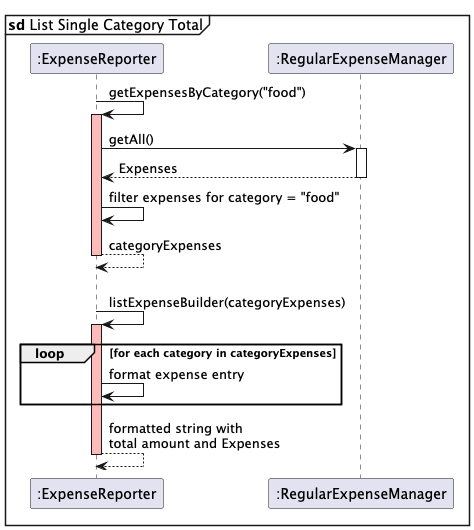 sd List Single Category Total
:ExpenseReporter
:RegularExpenseManager
getExpensesByCategory("food")
getAll()
Expenses
filter expenses for category = "food"
categoryExpenses
listExpenseBuilder(categoryExpenses)
loop
[for each category in categoryExpenses]
format expense entry
formatted string with
total amount and Expenses
:ExpenseReporter
:RegularExpenseManager